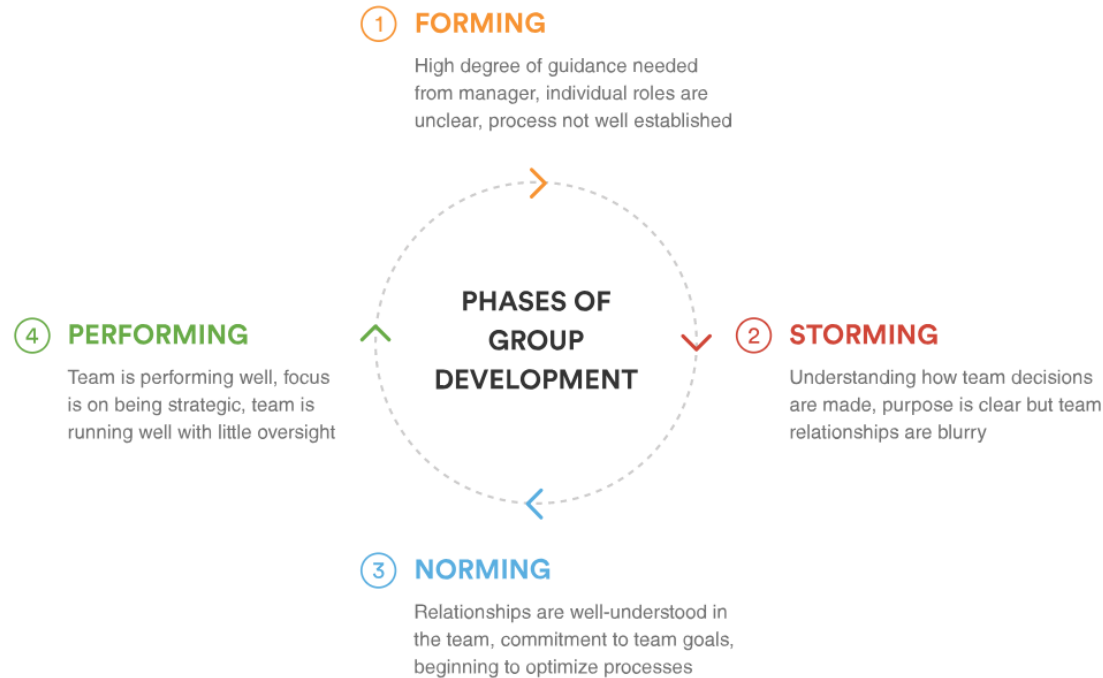 1 FORMING
High degree of guidance needed
from manager, individual roles are
unclear, process not well established
PHASES OF
GROUP
DEVELOPMENT
2 STORMING
Understanding how team decisions
are made, purpose is clear but team
relationships are blurry
3 NORMING
Relationships are well-understood in
the team, commitment to team goals,
beginning to optimize processes
4 PERFORMING
Team is performing well, focus
is on being strategic, team is
running well with little oversight